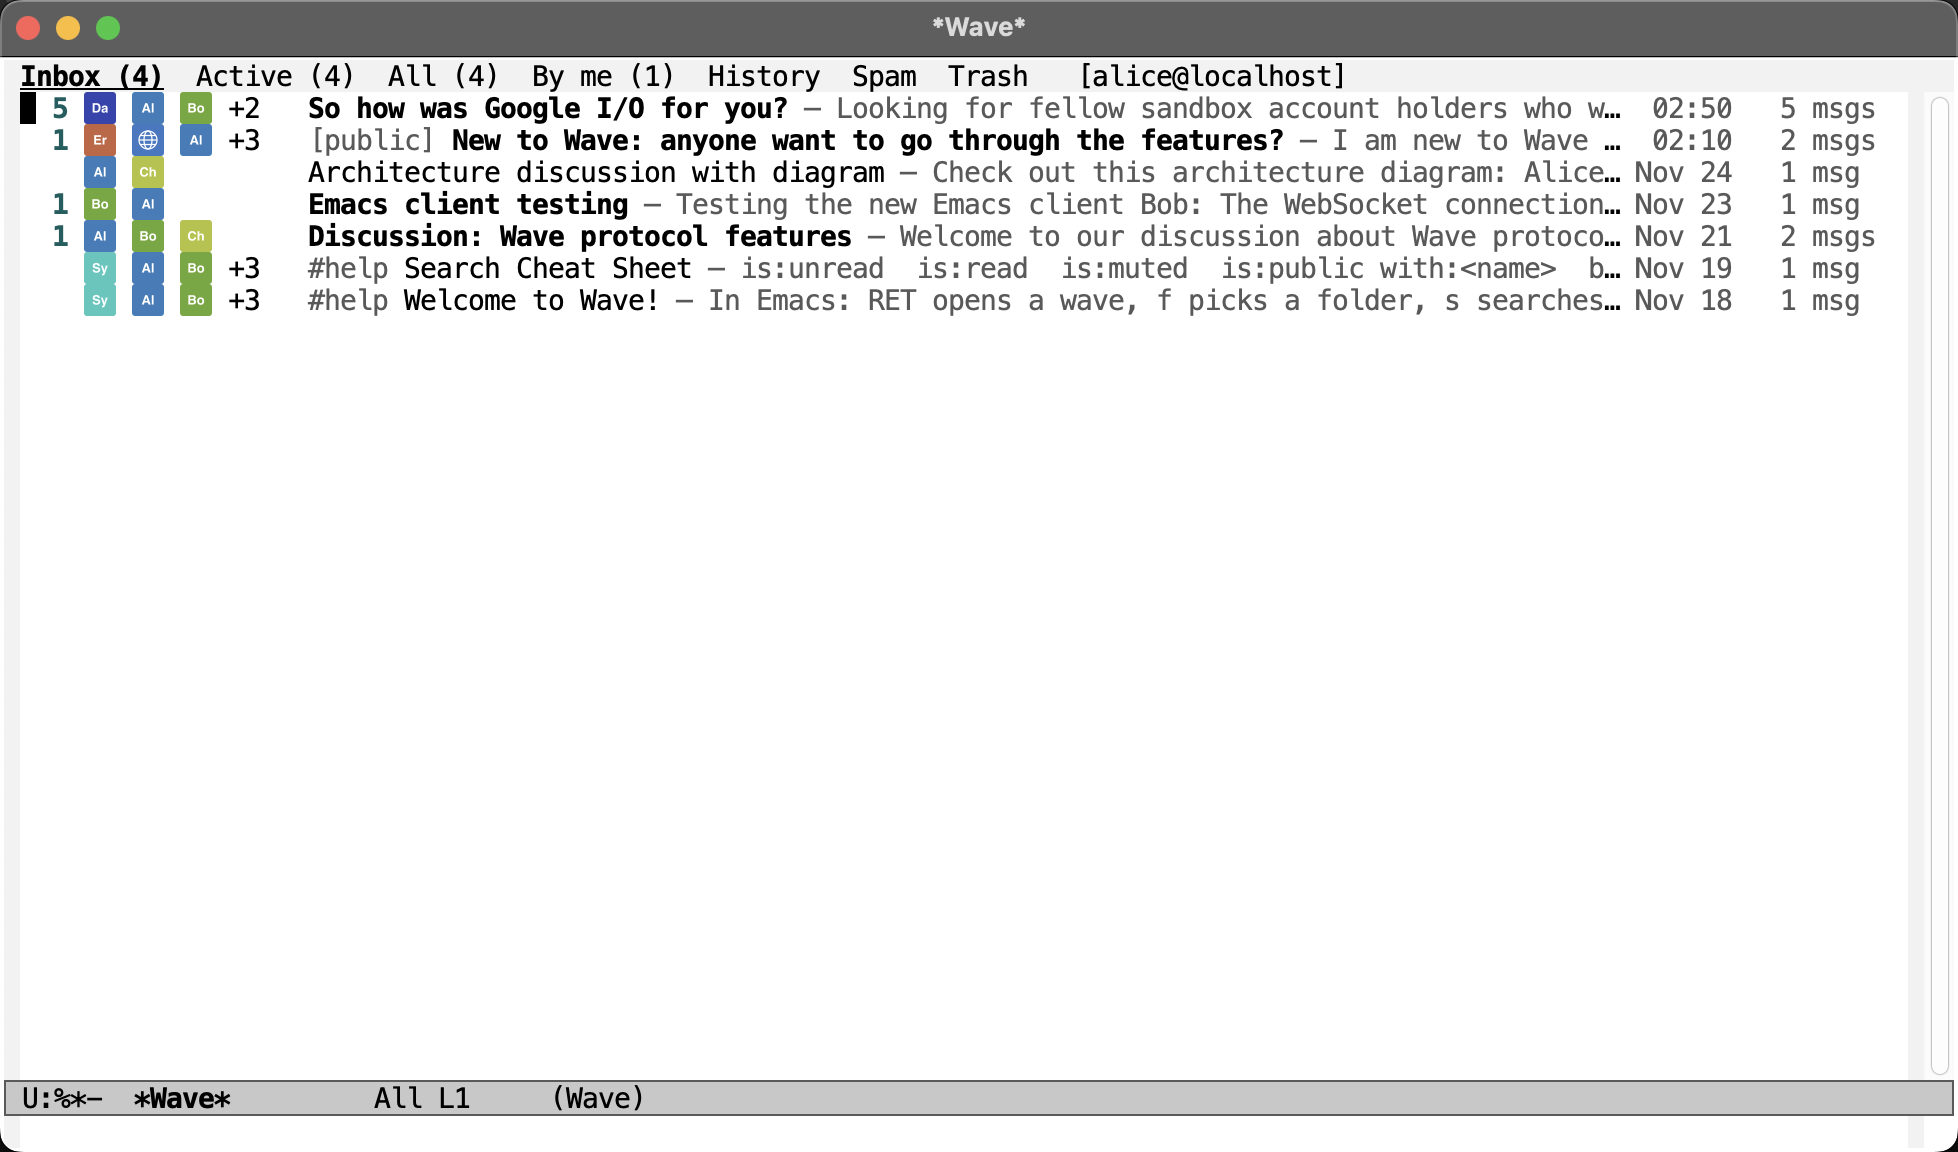 *Wave*
Inbox (4)  Active (4)  All (4)  By me (1)  History  Spam  Trash   [alice@localhost]
5 Da Al Bo +2   So how was Google I/O for you? – Looking for fellow sandbox account holders who w…  02:50   5 msgs
1 Er Al +3   [public] New to Wave: anyone want to go through the features? – I am new to Wave …  02:10   2 msgs
Al Ch   Architecture discussion with diagram – Check out this architecture diagram: Alice… Nov 24   1 msg
1 Bo Al   Emacs client testing – Testing the new Emacs client Bob: The WebSocket connection… Nov 23   1 msg
1 Al Bo Ch   Discussion: Wave protocol features – Welcome to our discussion about Wave protoco… Nov 21   2 msgs
Sy Al Bo +3   #help Search Cheat Sheet – is:unread  is:read  is:muted  is:public with:<name>  b… Nov 19   1 msg
Sy Al Bo +3   #help Welcome to Wave! – In Emacs: RET opens a wave, f picks a folder, s searches… Nov 18   1 msg
U:%*–  *Wave*         All L1     (Wave)